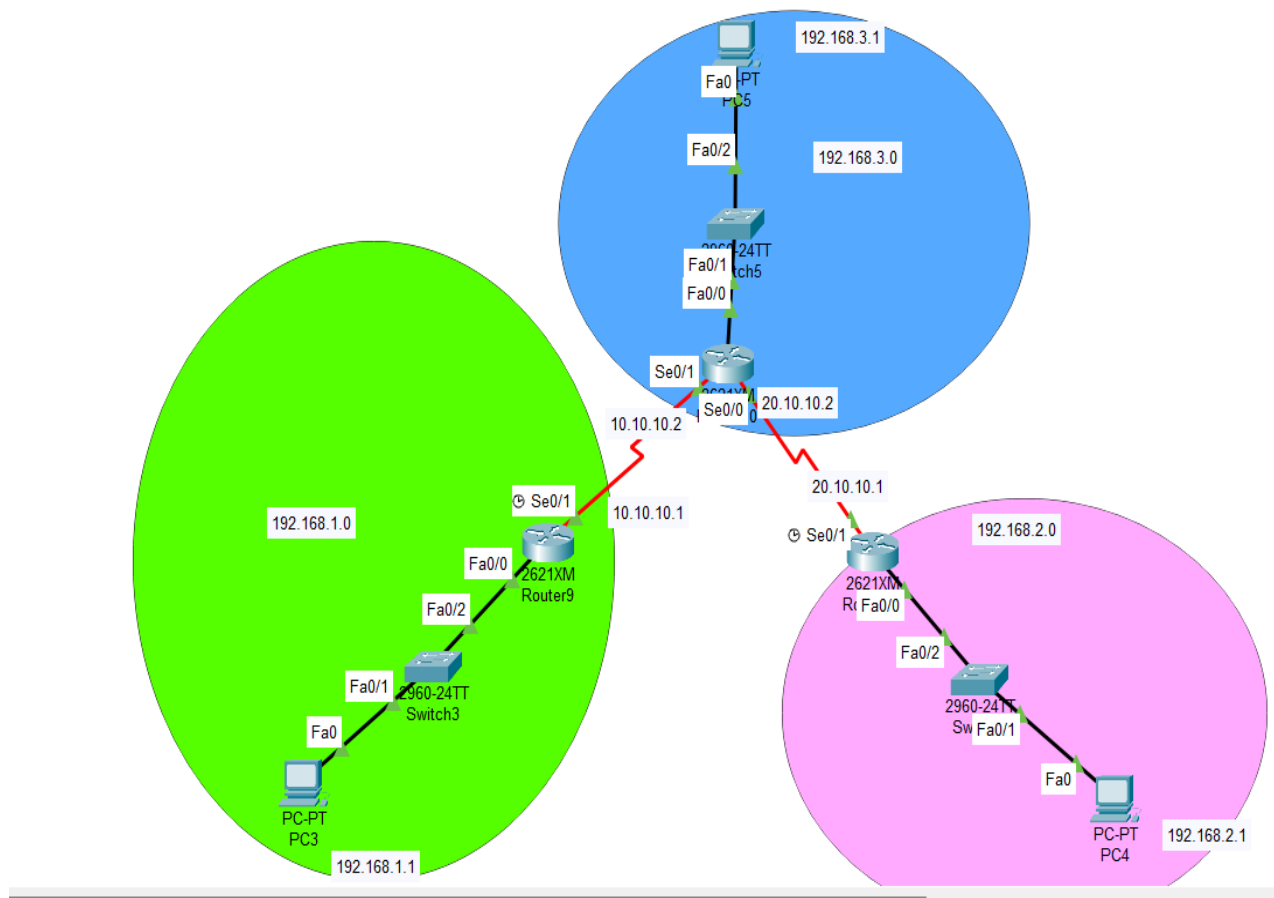 192.168.3.1
Fa0
-PT
PC5
Fa0/2
192.168.3.0
2960-24TT
Fa0/1
tch5
Fa0/0
Se0/1
2621XM
Se0/0
0
20.10.10.2
10.10.10.2
20.10.10.1
Se0/1
10.10.10.1
192.168.1.0
192.168.2.0
Se0/1
Fa0/0
2621XM
Router9
2621XM
Fa0/0
Fa0/2
Fa0/2
Fa0/1
2960-24TT
Switch3
2960-24TT
Sw
Fa0/1
Fa0
Fa0
PC-PT
PC3
PC-PT
PC4
192.168.2.1
192.168.1.1